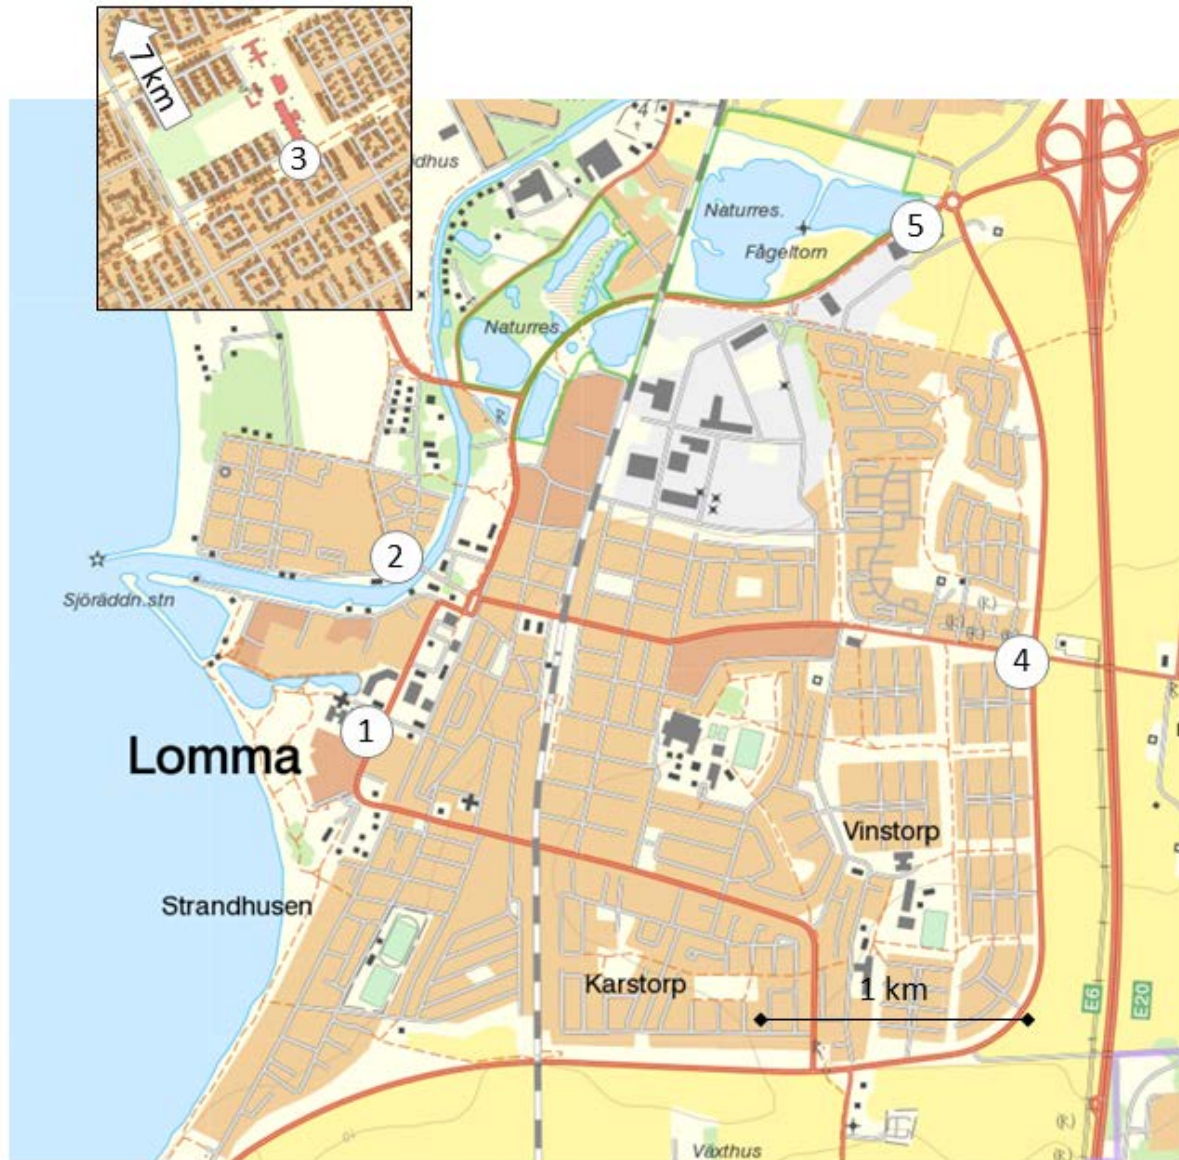 7 km
3
4
dhus
Naturres.
5
Fågeltorn
Naturres.
2
Sjöräddn.stn
(K)
(K)
(K)
4
1
Lomma
Vinstorp
Strandhusen
Karstorp
1 km
E6
E20
(K)
Växthus
(K)